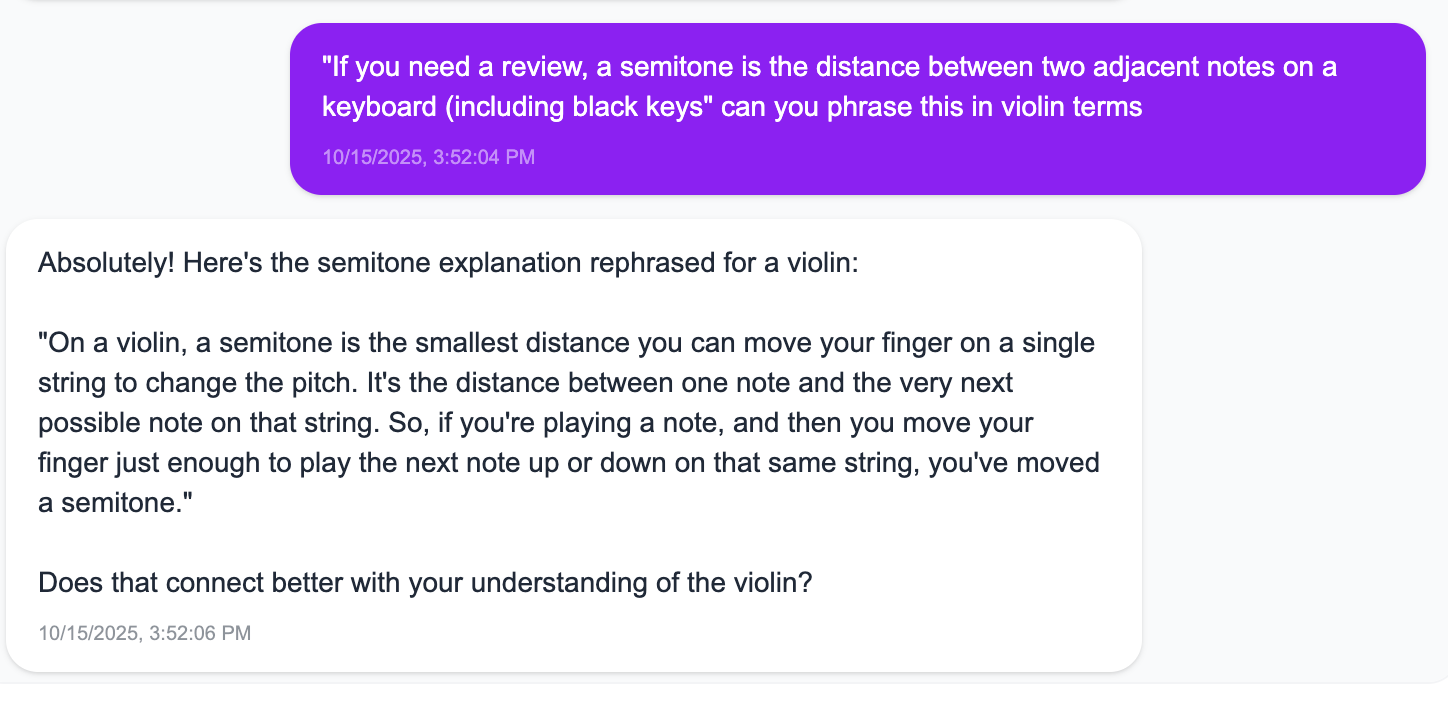 "If you need a review, a semitone is the distance between two adjacent notes on a
keyboard (including black keys" can you phrase this in violin terms
10/15/2025, 3:52:04 PM
Absolutely! Here's the semitone explanation rephrased for a violin:
"On a violin, a semitone is the smallest distance you can move your finger on a single
string to change the pitch. It's the distance between one note and the very next
possible note on that string. So, if you're playing a note, and then you move your
finger just enough to play the next note up or down on that same string, you've moved
a semitone."
Does that connect better with your understanding of the violin?
10/15/2025, 3:52:06 PM